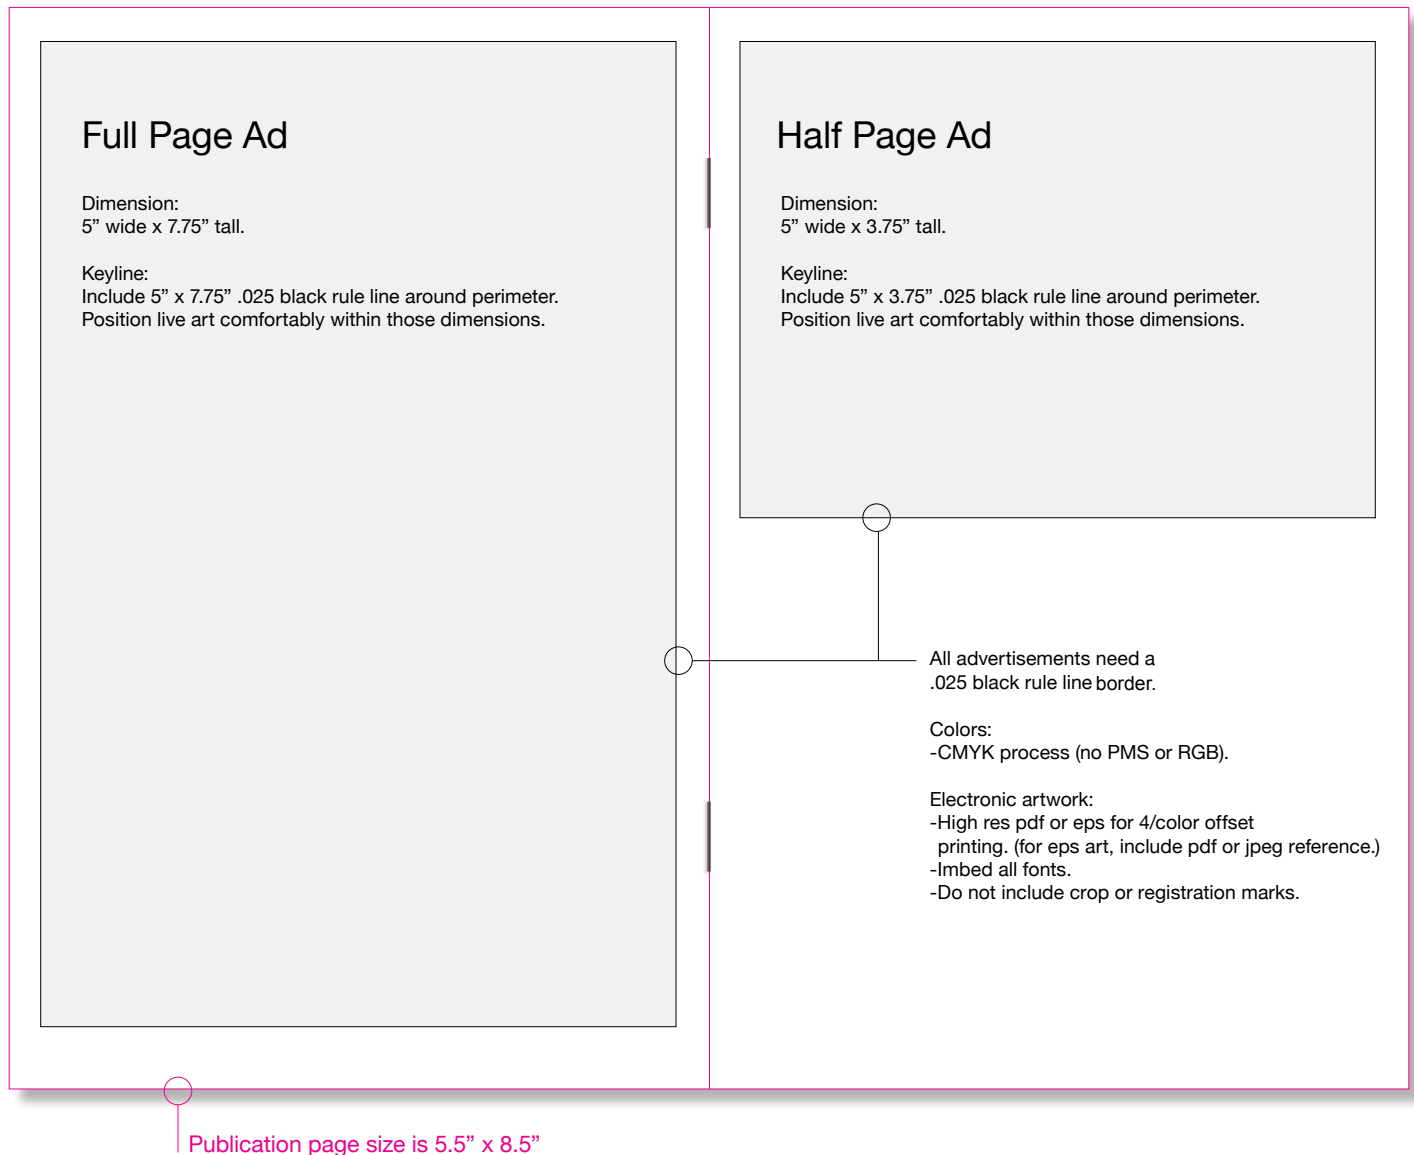 Full Page Ad
Dimension:
5” wide x 7.75” tall.
Keyline:
Include 5” x 7.75” .025 black rule line around perimeter.
Position live art comfortably within those dimensions.
Half Page Ad
Dimension:
5” wide x 3.75” tall.
Keyline:
Include 5” x 3.75” .025 black rule line around perimeter.
Position live art comfortably within those dimensions.
All advertisements need a
.025 black rule line border.
Colors:
-CMYK process (no PMS or RGB).
Electronic artwork:
-High res pdf or eps for 4/color offset
printing. (for eps art, include pdf or jpeg reference.)
-Imbed all fonts.
-Do not include crop or registration marks.
Publication page size is 5.5” x 8.5”